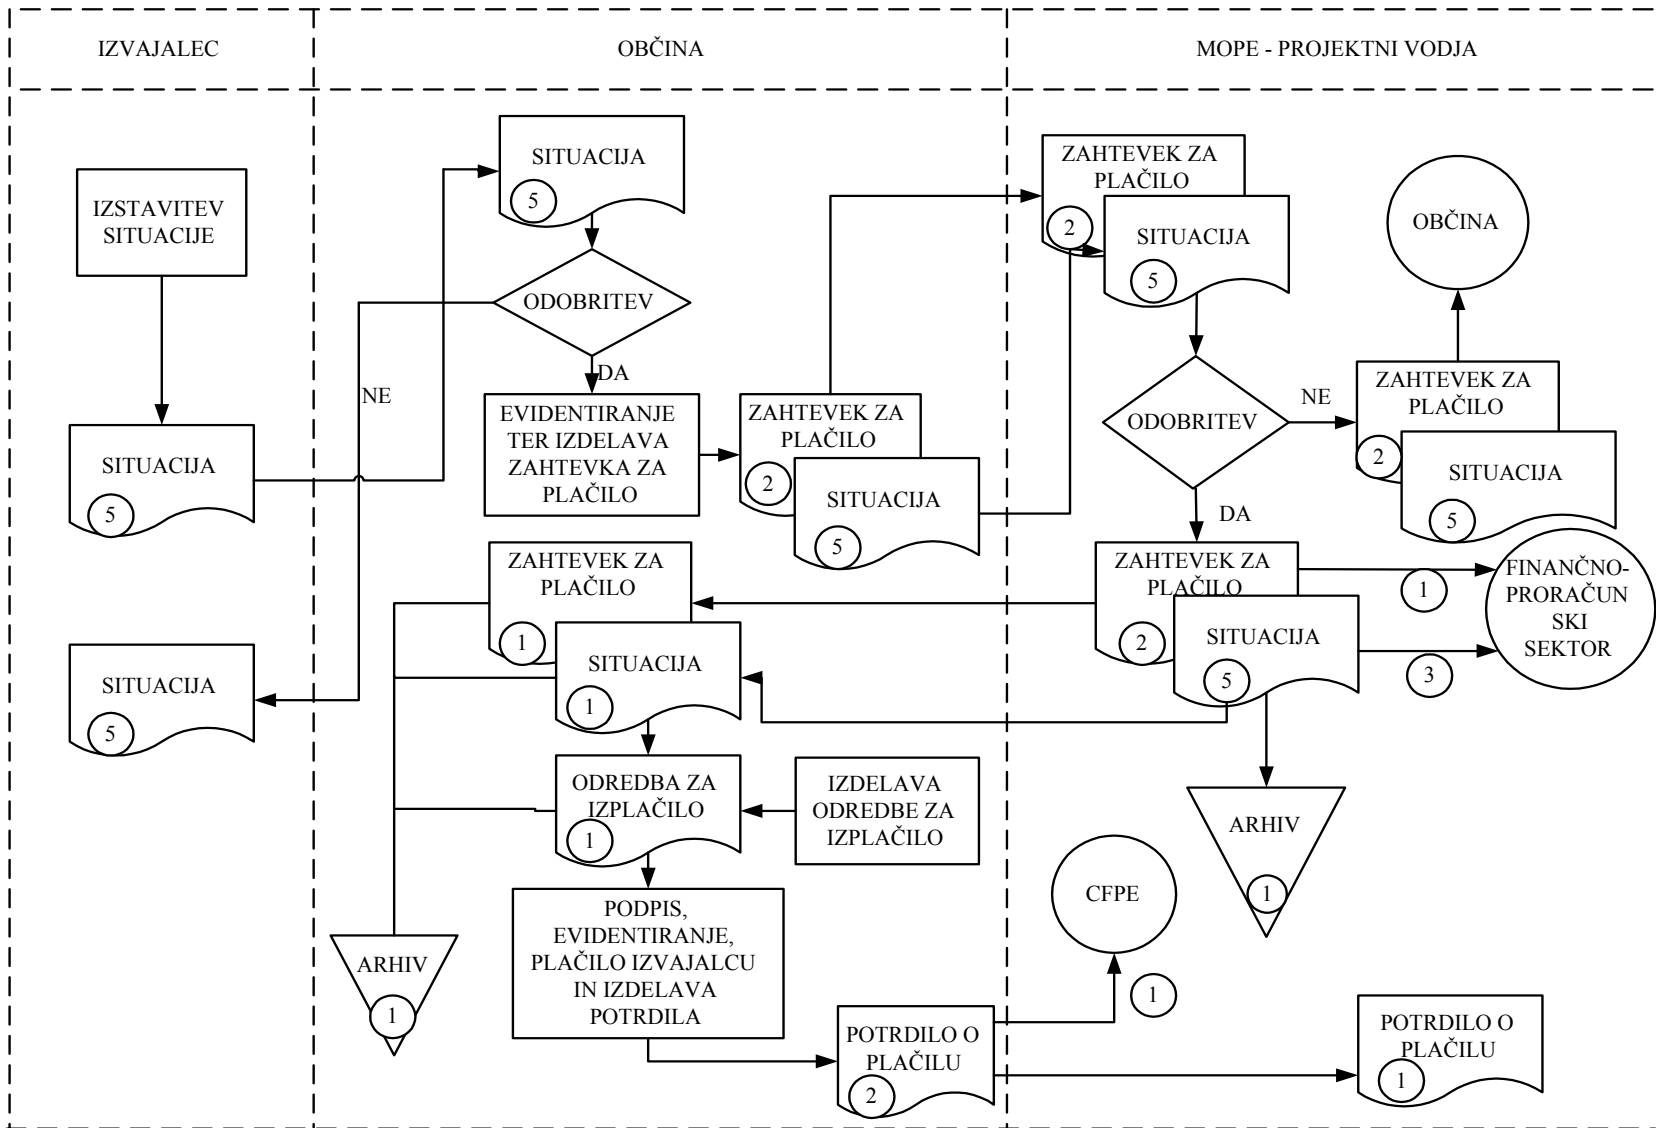 IZVAJALEC
OBČINA
MOPE - PROJEKTNI VODJA
IZSTAVITEV
SITUACIJE
SITUACIJA
5
SITUACIJA
5
SITUACIJA
5
ODOBRITEV
NE
DA
EVIDENTIRANJE
TER IZDELAVA
ZAHTEVKA ZA
PLAČILO
ZAHTEVEK ZA
PLAČILO
2
SITUACIJA
5
ZAHTEVEK ZA
PLAČILO
1
SITUACIJA
1
ODREDBA ZA
IZPLAČILO
1
IZDELAVA
ODREDBE ZA
IZPLAČILO
PODPIS,
EVIDENTIRANJE,
PLAČILO IZVAJALCU
IN IZDELAVA
POTRDILA
ARHIV
1
POTRDILO O
PLAČILU
2
ZAHTEVEK ZA
PLAČILO
2
SITUACIJA
5
OBČINA
ODOBRITEV
NE
DA
ZAHTEVEK ZA
PLAČILO
2
SITUACIJA
5
ZAHTEVEK ZA
PLAČILO
2
SITUACIJA
5
1
3
FINANČNO-
PRORAČUN
SKI
SEKTOR
ARHIV
1
CFPE
1
POTRDILO O
PLAČILU
1